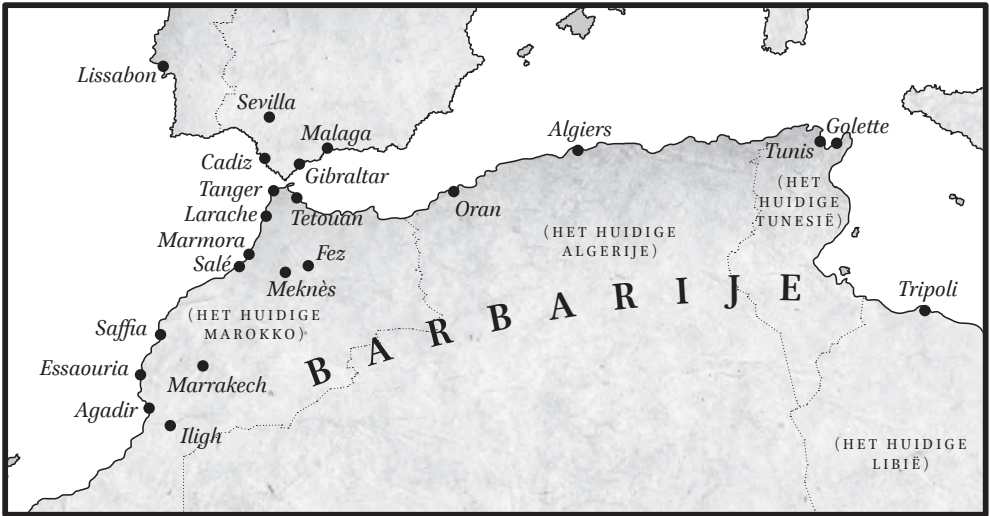 Lissabon
Sevilla
Malaga
Cadiz
Gibraltar
Tanger
Tetouan
Larache
Marmora
Salé
Fez
Meknès
(HET HUIDIGE
MAROKKO)
Saffia
Essaouria
Marrakech
Agadir
Iligh
Oran
Algiers
(HET HUIDIGE
ALGERIJE)
Golette
Tunis
(HET
HUIDIGE
TUNESIË)
BARBARIJE
Tripoli
(HET HUIDIGE
LIBIË)